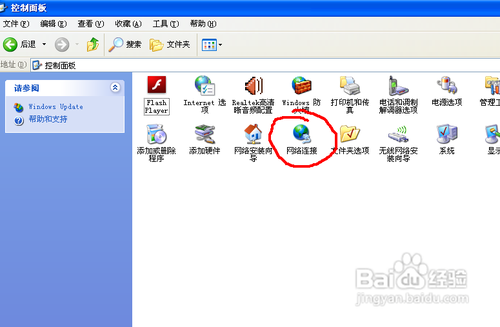 控制面板
文件(F) 编辑(E) 查看(V) 收藏(A) 工具(T) 帮助(H)
后退 搜索 文件夹
地址(D) 控制面板
请参阅
Windows Update
帮助和支持
Flash Player
Internet 选项
Realtek高清晰音频配置
Windows 防火墙
打印机和传真
电话和调制解调器选项
电源选项
管理工
添加或删除程序
添加硬件
网络安装向导
网络连接
文件夹选项
无线网络安装向导
系统
显示
Baidu 经验
jingyan.baidu.com